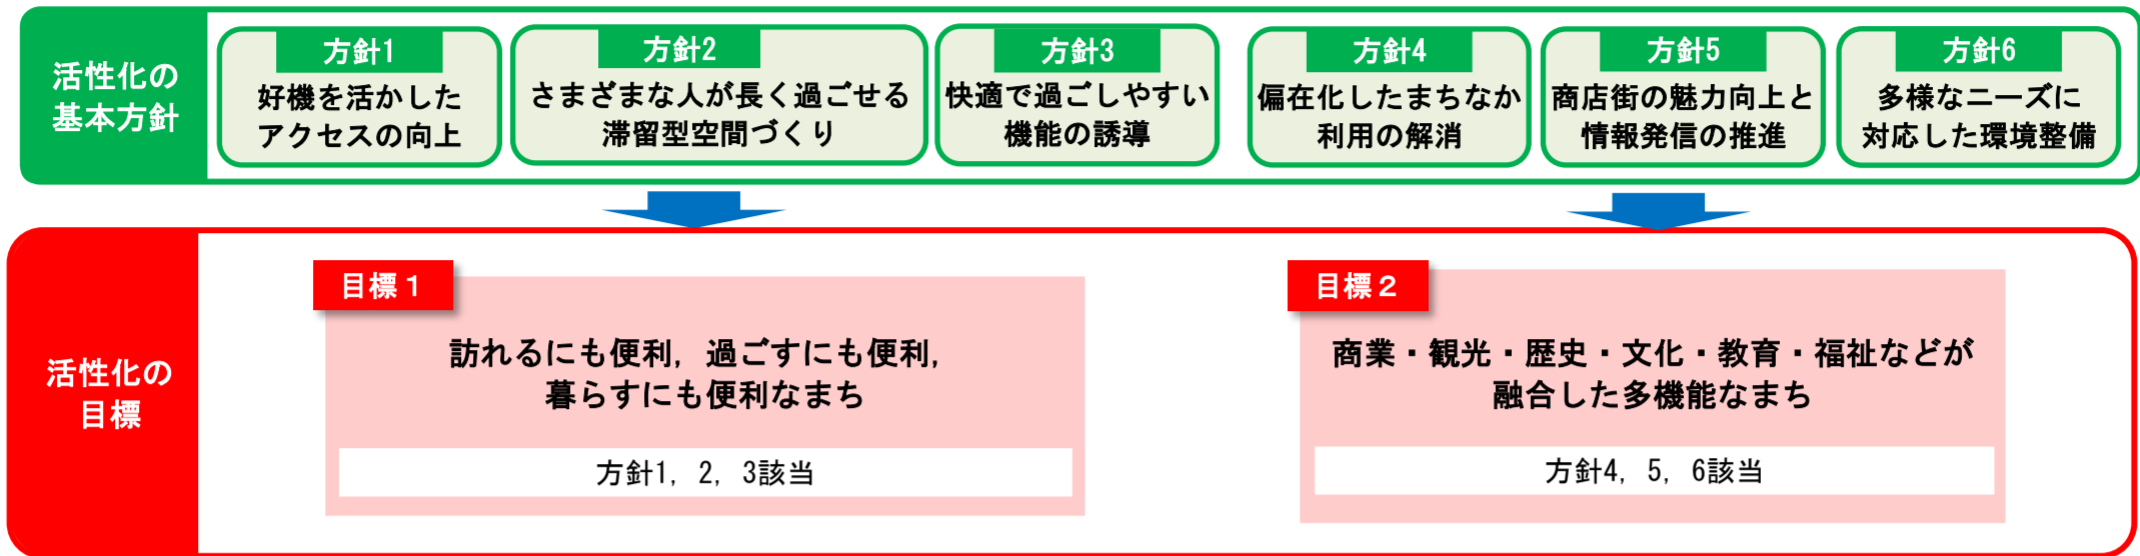 活性化の
基本方針
方針1
好機を活かした
アクセスの向上
方針2
さまざまな人が長く過ごせる
滞留型空間づくり
方針3
快適で過ごしやすい
機能の誘導
方針4
偏在化したまちなか
利用の解消
方針5
商店街の魅力向上と
情報発信の推進
方針6
多様なニーズに
対応した環境整備
活性化の
目標
目標１
訪れるにも便利，過ごすにも便利，
暮らすにも便利なまち
方針1，2，3該当
目標２
商業・観光・歴史・文化・教育・福祉などが
融合した多機能なまち
方針4，5，6該当